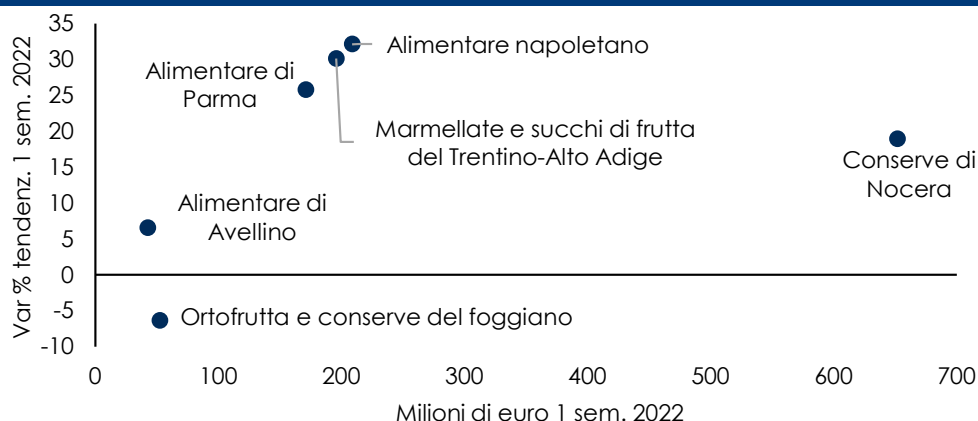 Var % tendenz. 1 sem. 2022
35
30
25
20
15
10
5
0
-5
-10
Alimentare napoletano
Alimentare di
Parma
Marmellate e succhi di frutta
del Trentino-Alto Adige
Conserve di
Nocera
Alimentare di
Avellino
Ortofrutta e conserve del foggiano
0 100 200 300 400 500 600 700
Milioni di euro 1 sem. 2022